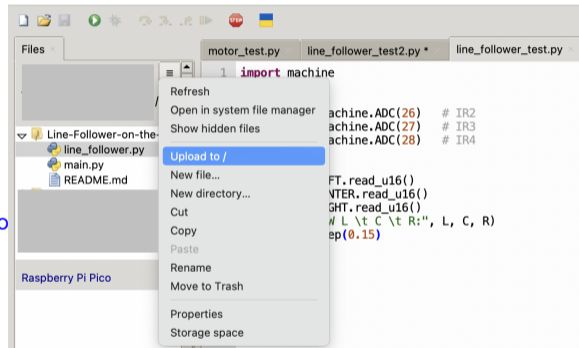 STOP
Files
motor_test.py
line_follower_test2.py *
line_follower_test.py
/
Line-Follower-on-the-
line_follower.py
main.py
README.md
Raspberry Pi Pico
Refresh
Open in system file manager
Show hidden files
Upload to /
New file...
New directory...
Cut
Copy
Paste
Rename
Move to Trash
Properties
Storage space
1 import machine
achine.ADC(26) # IR2
achine.ADC(27) # IR3
achine.ADC(28) # IR4
FT.read_u16()
NTER.read_u16()
GHT.read_u16()
W L \t C \t R:", L, C, R)
ep(0.15)